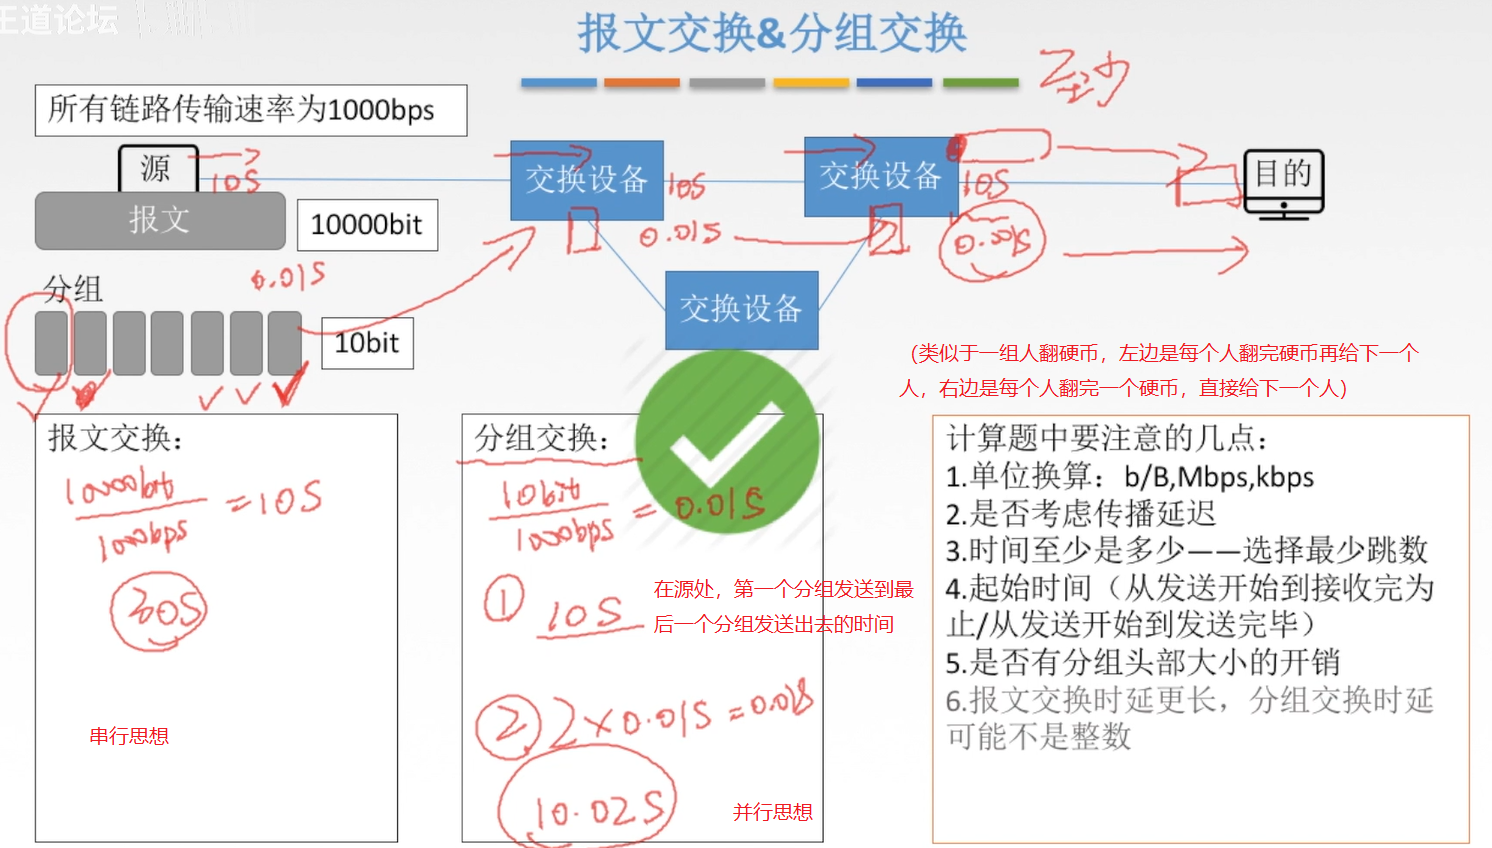 王道论坛
报文交换&分组交换
至少
所有链路传输速率为1000bps
源
10S
交换设备
10S
交换设备
10S
目的
报文
10000bit
0.01S
0.01S
分组
0.01S
10bit
交换设备
(类似于一组人翻硬币，左边是每个人翻完硬币再给下一个
人，右边是每个人翻完一个硬币，直接给下一个人)
报文交换：
10000bit
1000bps
=10S
30S
串行思想
分组交换：
10bit
1000bps
= 0.01S
① 10S
在源处，第一个分组发送到最
后一个分组发送出去的时间
② 2×0.01S=0.02S
10.02S
并行思想
计算题中要注意的几点：
1.单位换算：b/B,Mbps,kbps
2.是否考虑传播延迟
3.时间至少是多少——选择最少跳数
4.起始时间（从发送开始到接收完为
止/从发送开始到发送完毕）
5.是否有分组头部大小的开销
6.报文交换时延更长，分组交换时延
可能不是整数